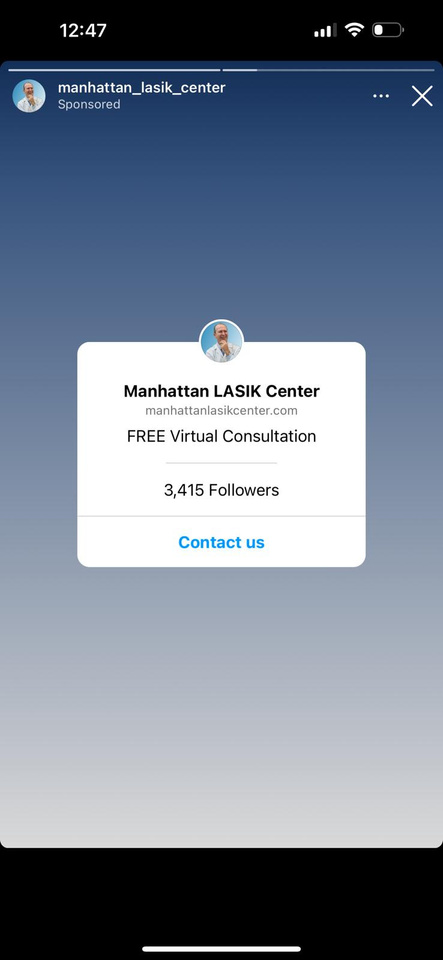 12:47
manhattan_lasik_center
Sponsored
Manhattan LASIK Center
manhattanlasikcenter.com
FREE Virtual Consultation
3,415 Followers
Contact us